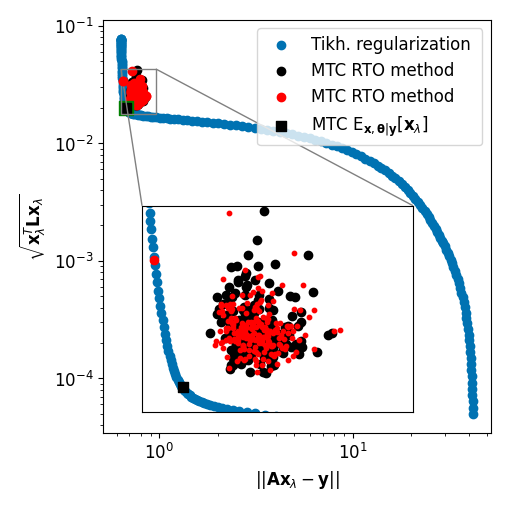 10⁻¹
10⁻²
10⁻³
10⁻⁴
√(xᵀ_λ L x_λ)
Tikh. regularization
MTC RTO method
MTC RTO method
MTC E_{x,θ|y}[x_λ]
10⁰
10¹
||Ax_λ − y||